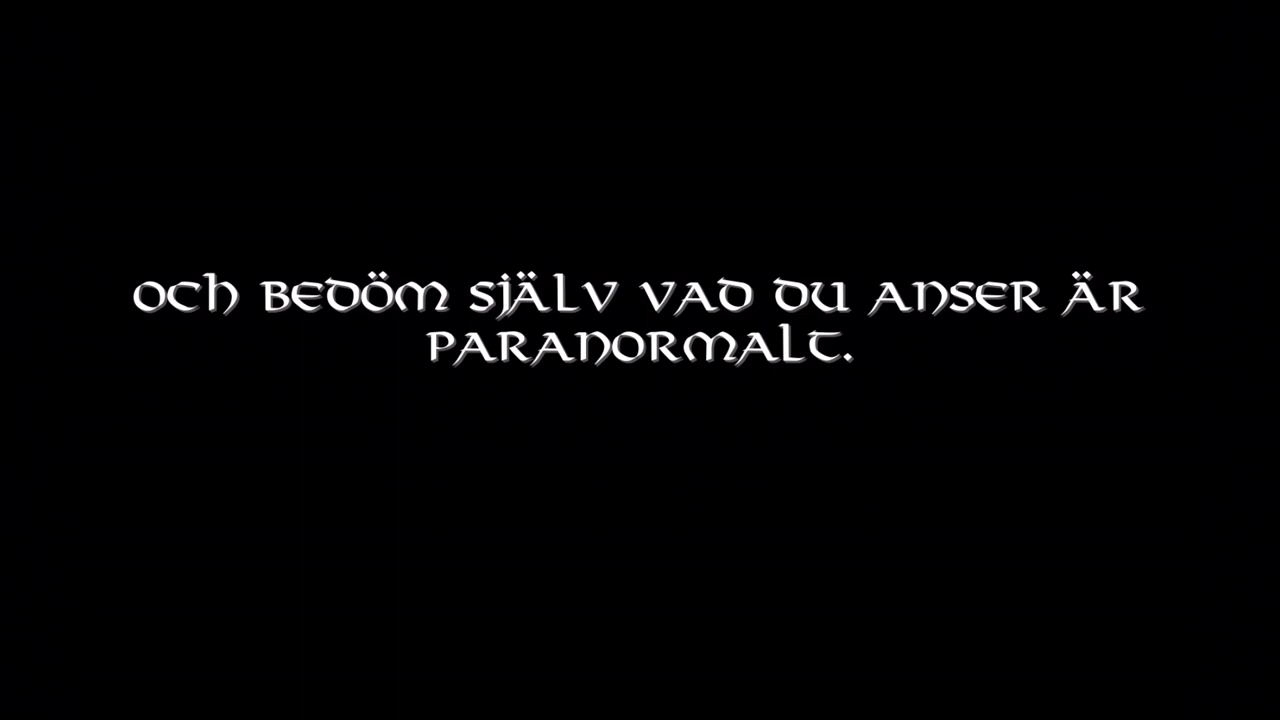 och bedöm själv vad du anser är
paranormalt.